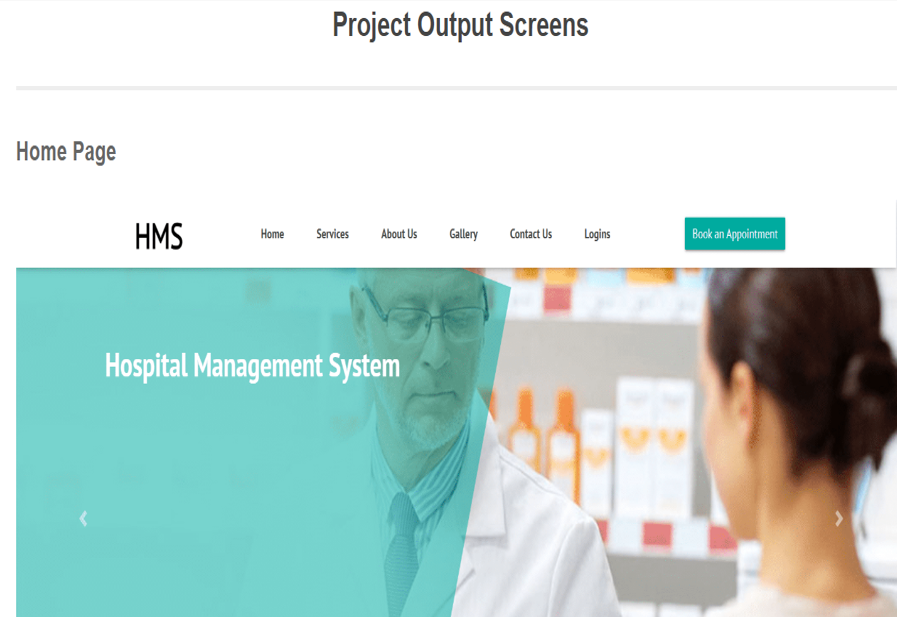 Project Output Screens
Home Page
HMS Home Services About Us Gallery Contact Us Logins Book an Appointment
Hospital Management System